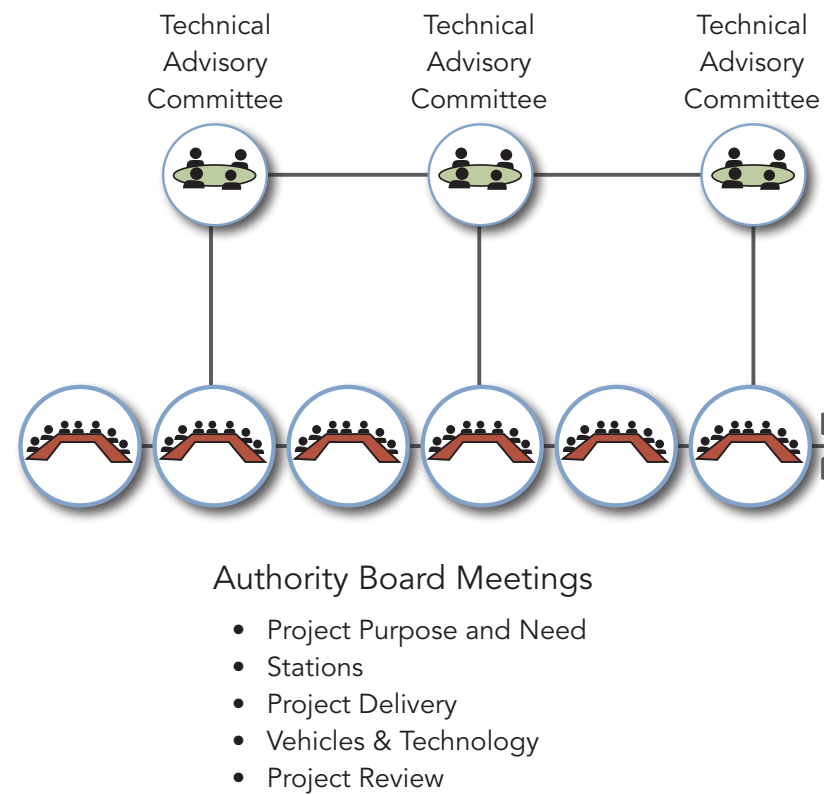 Technical
Advisory
Committee
Technical
Advisory
Committee
Technical
Advisory
Committee
Authority Board Meetings
• Project Purpose and Need
• Stations
• Project Delivery
• Vehicles & Technology
• Project Review